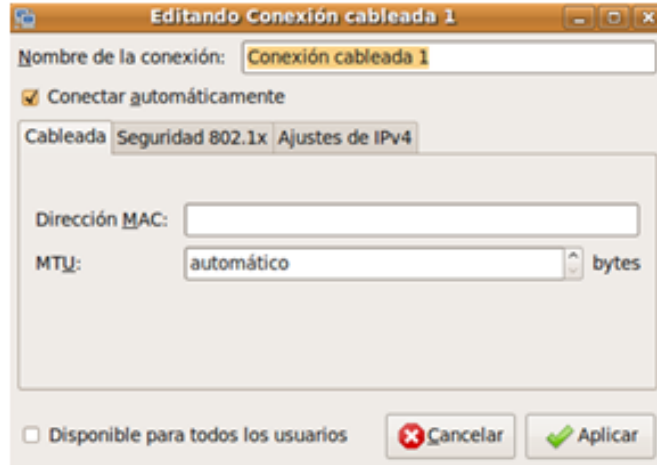 Editando Conexión cableada 1
Nombre de la conexión: Conexión cableada 1
Conectar automáticamente
Cableada Seguridad 802.1x Ajustes de IPv4
Dirección MAC:
MTU: automático bytes
Disponible para todos los usuarios Cancelar Aplicar